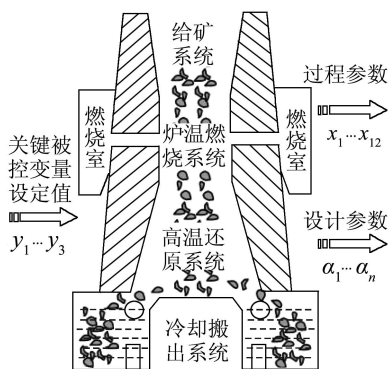 给矿
系统
过程参数
x₁…x₁₂
燃
烧
室
炉温燃
烧系统
燃
烧
室
关键被
控变量
设定值
y₁…y₃
高温还
原系统
设计参数
α₁…αₙ
冷却搬
出系统